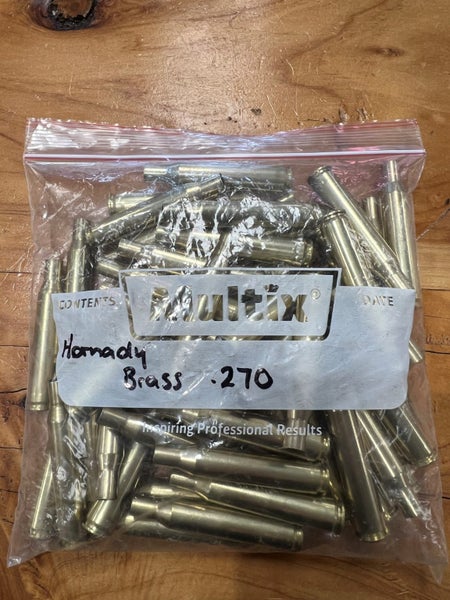 CONTENTS
DATE
Multix®
Hornady
Brass .270
Inspiring Professional Results